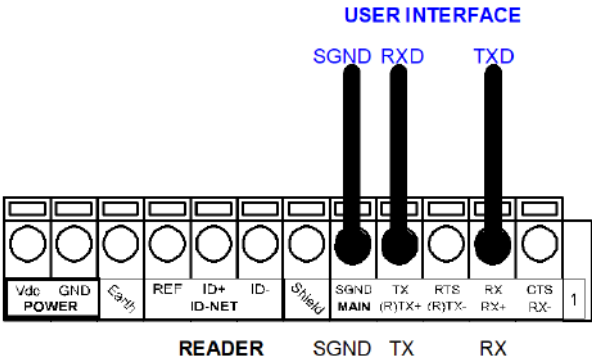 USER INTERFACE
SGND RXD TXD
Vdc GND Earth REF ID+ ID- Shield SGND TX RTS RX CTS
POWER ID-NET MAIN (R)TX+ (R)TX- RX+ RX-
1
READER SGND TX RX